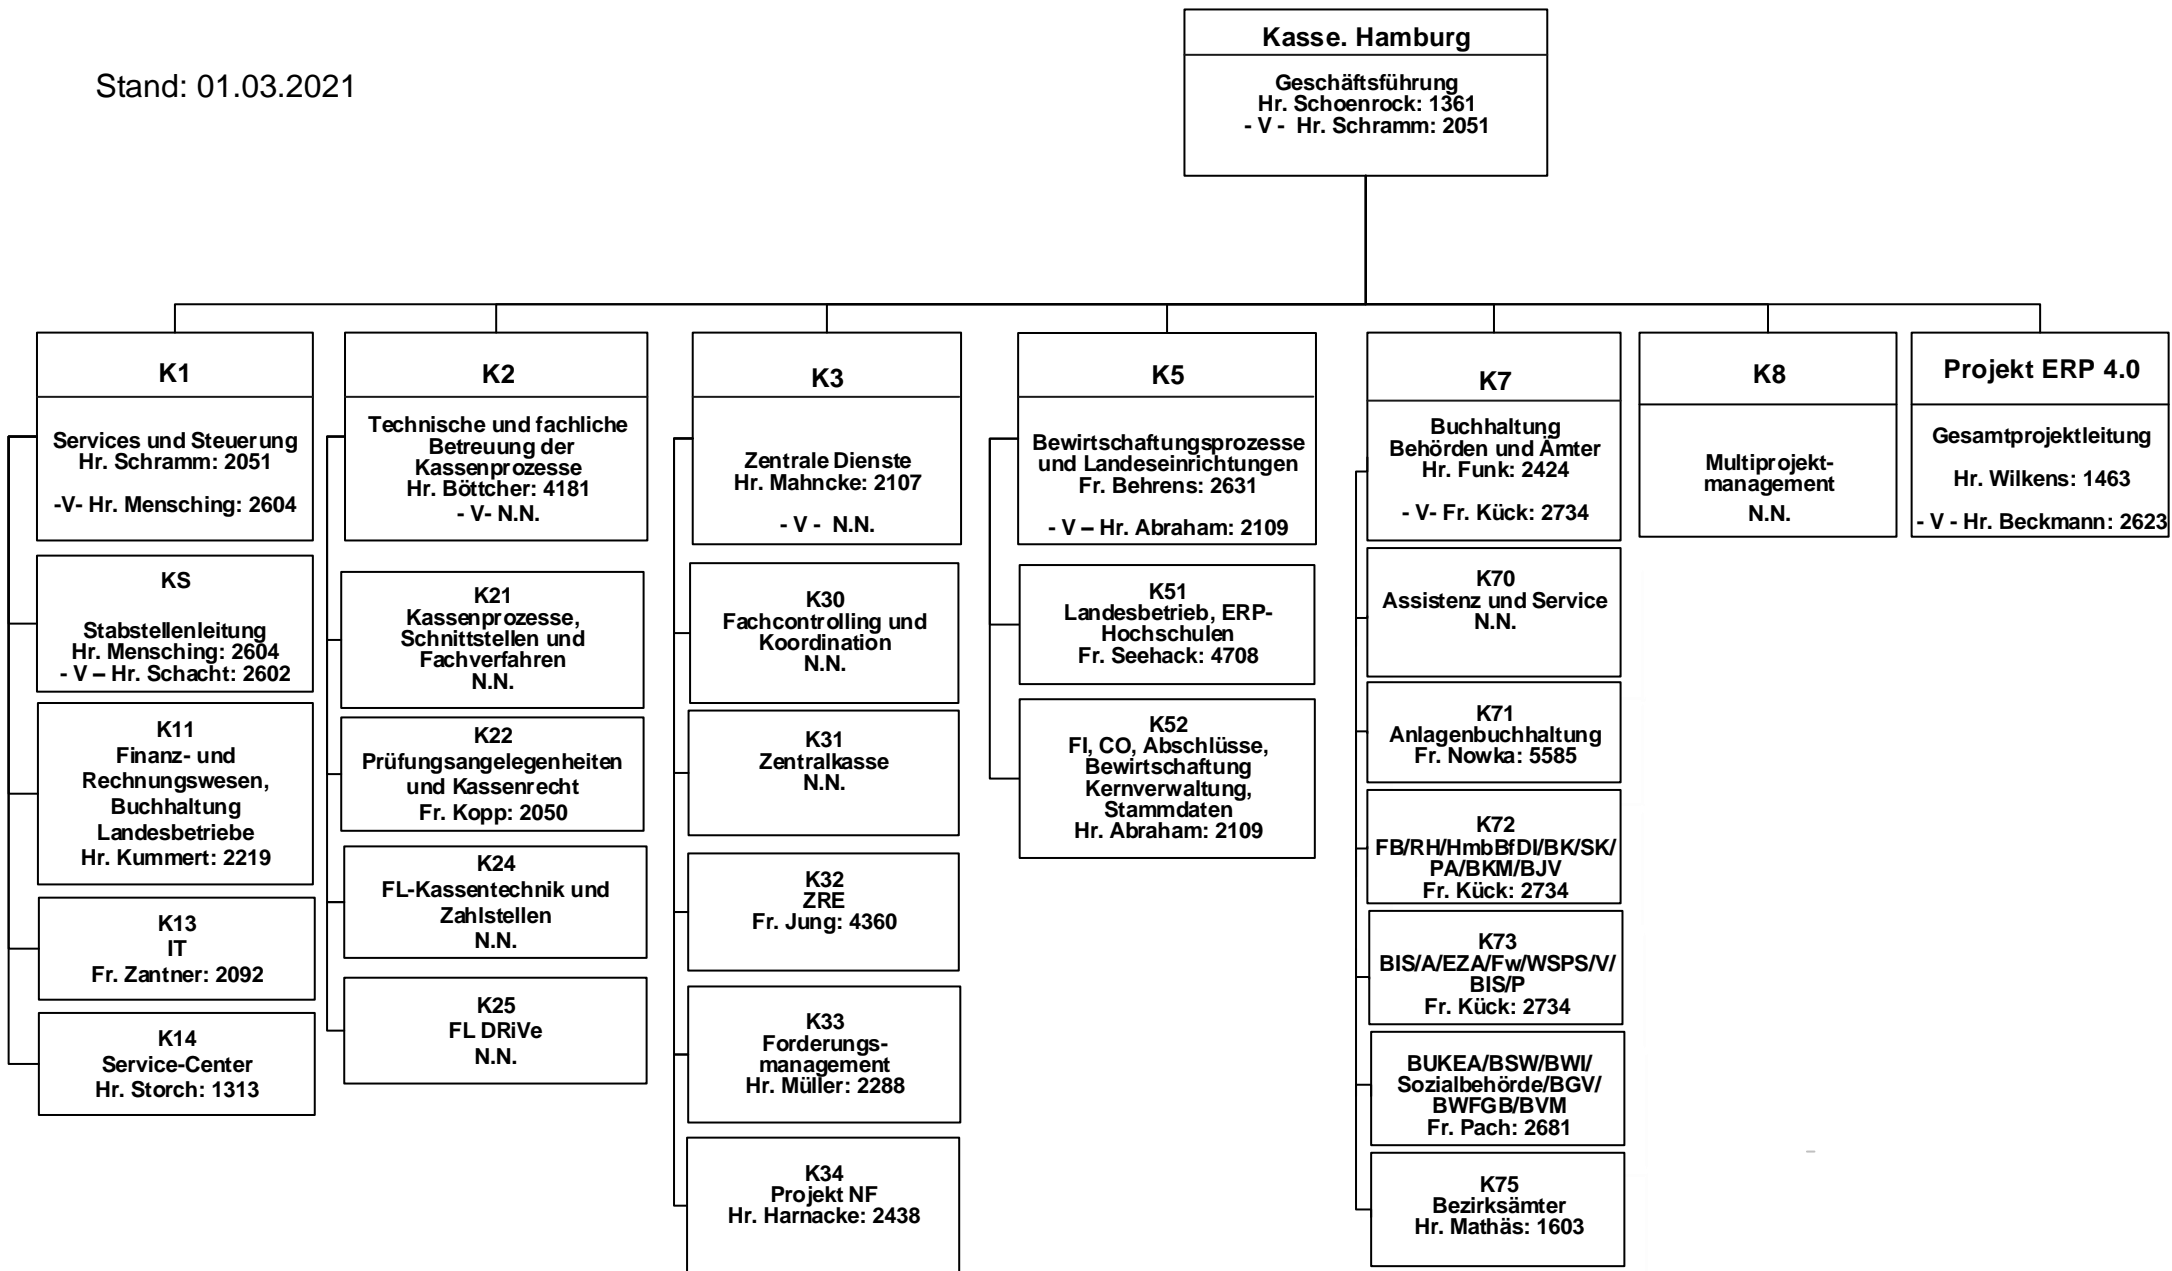 Stand: 01.03.2021
Kasse. Hamburg
Geschäftsführung
Hr. Schoenrock: 1361
- V - Hr. Schramm: 2051
K1
Services und Steuerung
Hr. Schramm: 2051
-V- Hr. Mensching: 2604
KS
Stabstellenleitung
Hr. Mensching: 2604
- V – Hr. Schacht: 2602
K11
Finanz- und
Rechnungswesen,
Buchhaltung
Landesbetriebe
Hr. Kummert: 2219
K13
IT
Fr. Zantner: 2092
K14
Service-Center
Hr. Storch: 1313
K2
Technische und fachliche
Betreuung der
Kassenprozesse
Hr. Böttcher: 4181
- V- N.N.
K21
Kassenprozesse,
Schnittstellen und
Fachverfahren
N.N.
K22
Prüfungsangelegenheiten
und Kassenrecht
Fr. Kopp: 2050
K24
FL-Kassentechnik und
Zahlstellen
N.N.
K25
FL DRiVe
N.N.
K3
Zentrale Dienste
Hr. Mahncke: 2107
- V - N.N.
K30
Fachcontrolling und
Koordination
N.N.
K31
Zentralkasse
N.N.
K32
ZRE
Fr. Jung: 4360
K33
Forderungs-
management
Hr. Müller: 2288
K34
Projekt NF
Hr. Harnacke: 2438
K5
Bewirtschaftungsprozesse
und Landeseinrichtungen
Fr. Behrens: 2631
- V – Hr. Abraham: 2109
K51
Landesbetrieb, ERP-
Hochschulen
Fr. Seehack: 4708
K52
FI, CO, Abschlüsse,
Bewirtschaftung
Kernverwaltung,
Stammdaten
Hr. Abraham: 2109
K7
Buchhaltung
Behörden und Ämter
Hr. Funk: 2424
- V- Fr. Kück: 2734
K70
Assistenz und Service
N.N.
K71
Anlagenbuchhaltung
Fr. Nowka: 5585
K72
FB/RH/HmbBfDI/BK/SK/
PA/BKM/BJV
Fr. Kück: 2734
K73
BIS/A/EZA/Fw/WSPS/V/
BIS/P
Fr. Kück: 2734
BUKEA/BSW/BWI/
Sozialbehörde/BGV/
BWFGB/BVM
Fr. Pach: 2681
K75
Bezirksämter
Hr. Mathäs: 1603
K8
Multiprojekt-
management
N.N.
Projekt ERP 4.0
Gesamtprojektleitung
Hr. Wilkens: 1463
- V - Hr. Beckmann: 2623